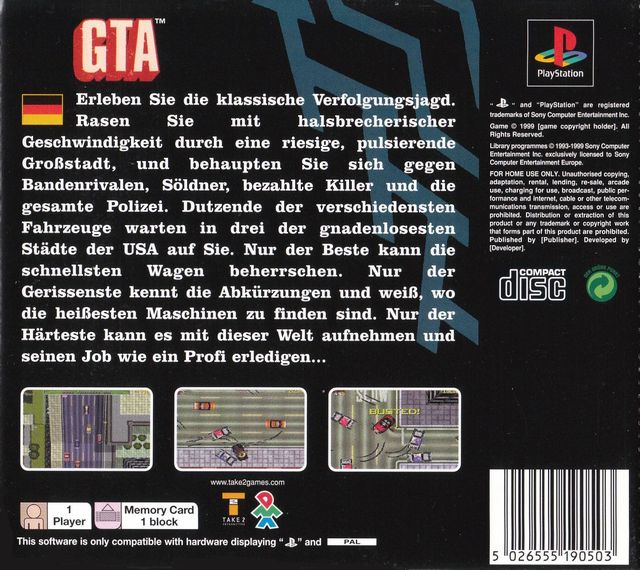 GTA™
Erleben Sie die klassische Verfolgungsjagd.
Rasen Sie mit halsbrecherischer
Geschwindigkeit durch eine riesige, pulsierende
Großstadt, und behaupten Sie sich gegen
Bandenrivalen, Söldner, bezahlte Killer und die
gesamte Polizei. Dutzende der verschiedensten
Fahrzeuge warten in drei der gnadenlosesten
Städte der USA auf Sie. Nur der Beste kann die
schnellsten Wagen beherrschen. Nur der
Gerissenste kennt die Abkürzungen und weiß, wo
die heißesten Maschinen zu finden sind. Nur der
Härteste kann es mit dieser Welt aufnehmen und
seinen Job wie ein Profi erledigen...
PlayStation
" " and "PlayStation" are registered
trademarks of Sony Computer Entertainment Inc.
Game © 1999 [game copyright holder]. All
Rights Reserved.
Library programmes © 1993-1999 Sony Computer
Entertainment Inc. exclusively licensed to Sony
Computer Entertainment Europe.
FOR HOME USE ONLY. Unauthorised copying,
adaptation, rental, lending, re-sale, arcade
use, charging for use, broadcast, public per-
formance and internet, cable or other telecom-
munications transmission, access or use are
prohibited. Distribution or extraction of this
product or any trademark or copyright work
that forms part of this product are prohibited.
Published by [Publisher]. Developed by
[Developer].
COMPACT
disc
DER GRÜNE PUNKT
BUSTED!
www.take2games.com
1
Player
Memory Card
1 block
TAKE 2
INTERACTIVE
This software is only compatible with hardware displaying " " and PAL
5 026555 190503